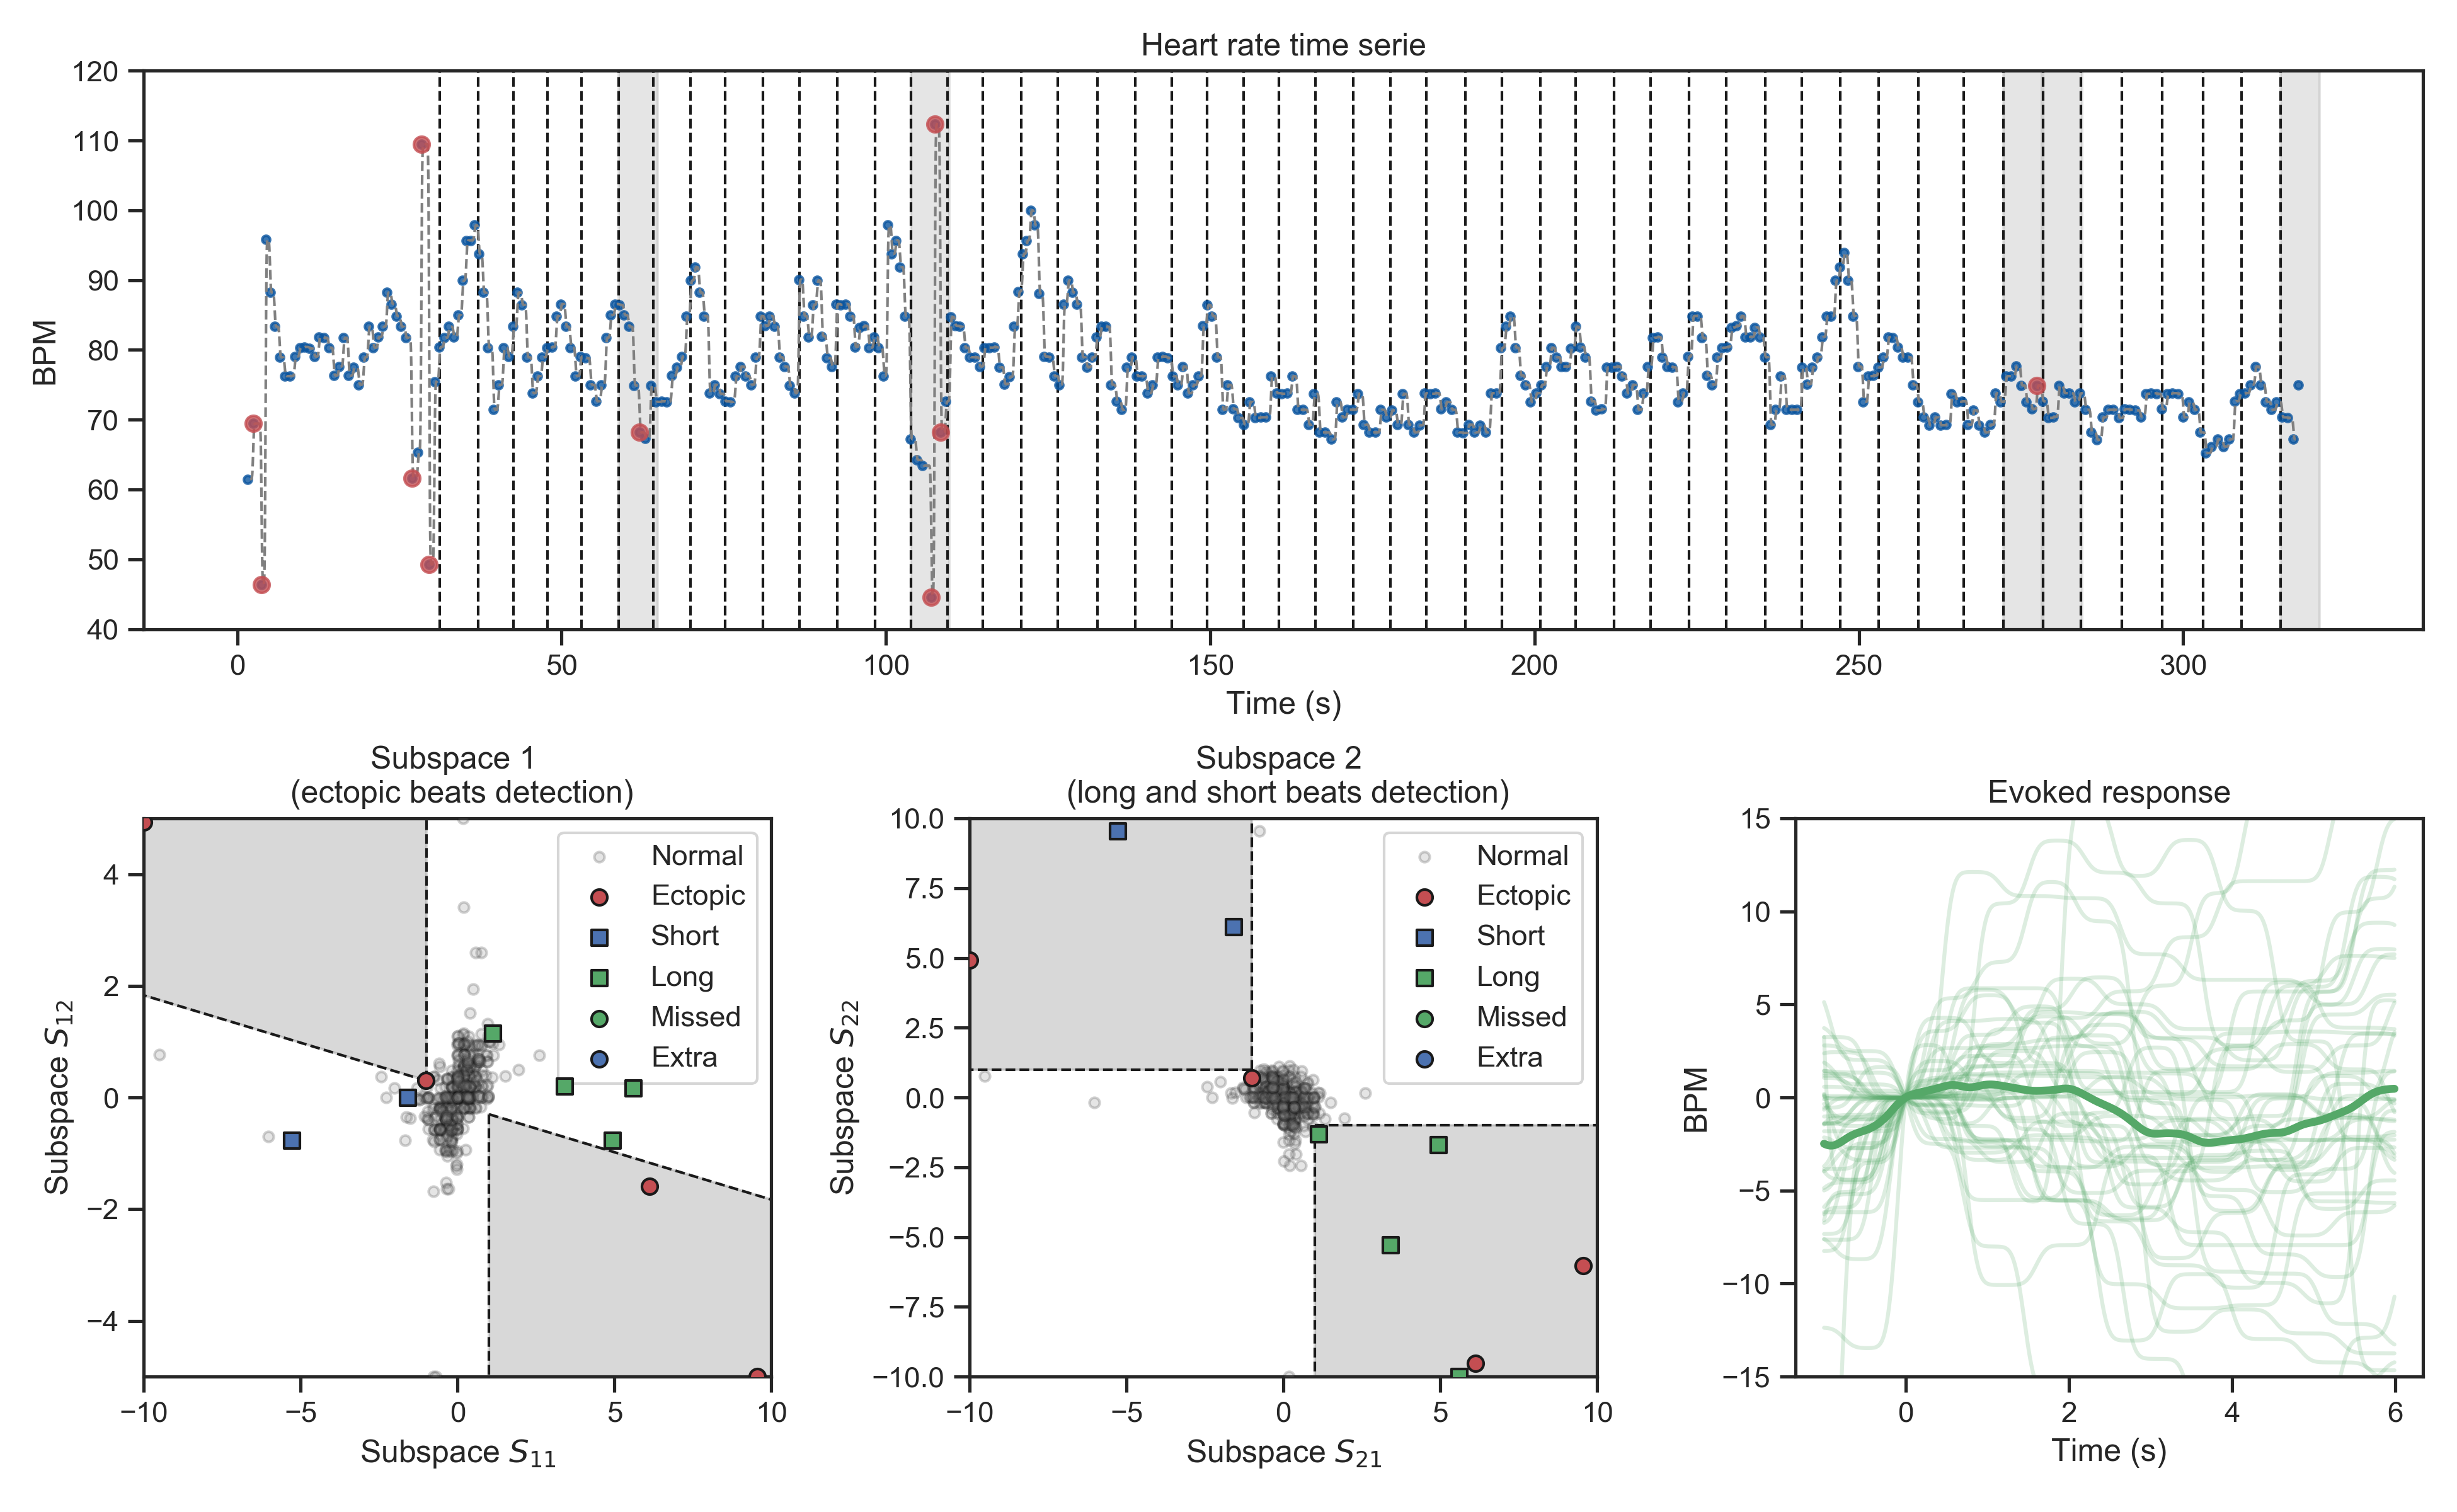 Heart rate time serie
120
110
100
90
80
70
60
50
40
BPM
0 50 100 150 200 250 300
Time (s)
Subspace 1
(ectopic beats detection)
4
2
0
−2
−4
Subspace S12
Normal
Ectopic
Short
Long
Missed
Extra
−10 −5 0 5 10
Subspace S11
Subspace 2
(long and short beats detection)
10.0
7.5
5.0
2.5
0.0
−2.5
−5.0
−7.5
−10.0
Subspace S22
Normal
Ectopic
Short
Long
Missed
Extra
−10 −5 0 5 10
Subspace S21
Evoked response
15
10
5
0
−5
−10
−15
BPM
0 2 4 6
Time (s)